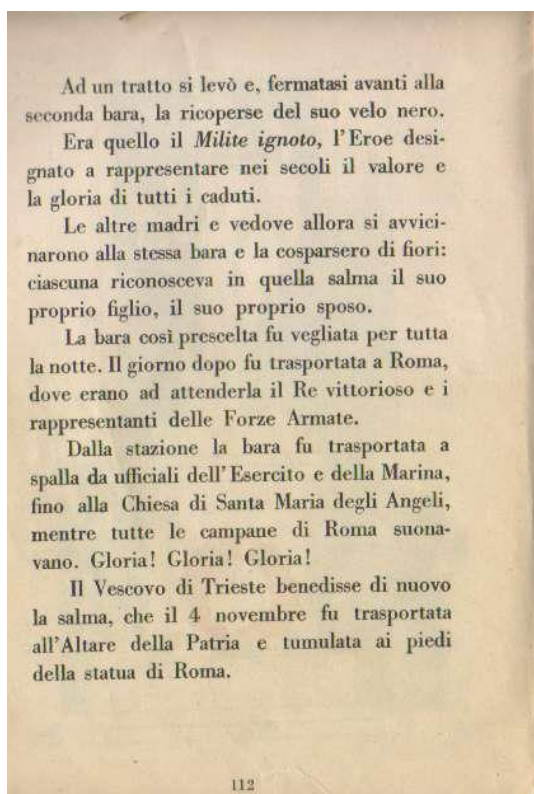 Ad un tratto si levò e, fermatasi avanti alla
seconda bara, la ricoperse del suo velo nero.
Era quello il Milite ignoto, l'Eroe desi-
gnato a rappresentare nei secoli il valore e
la gloria di tutti i caduti.
Le altre madri e vedove allora si avvici-
narono alla stessa bara e la cosparsero di fiori:
ciascuna riconosceva in quella salma il suo
proprio figlio, il suo proprio sposo.
La bara così prescelta fu vegliata per tutta
la notte. Il giorno dopo fu trasportata a Roma,
dove erano ad attenderla il Re vittorioso e i
rappresentanti delle Forze Armate.
Dalla stazione la bara fu trasportata a
spalla da ufficiali dell'Esercito e della Marina,
fino alla Chiesa di Santa Maria degli Angeli,
mentre tutte le campane di Roma suona-
vano. Gloria! Gloria! Gloria!
Il Vescovo di Trieste benedisse di nuovo
la salma, che il 4 novembre fu trasportata
all'Altare della Patria e tumulata ai piedi
della statua di Roma.
112